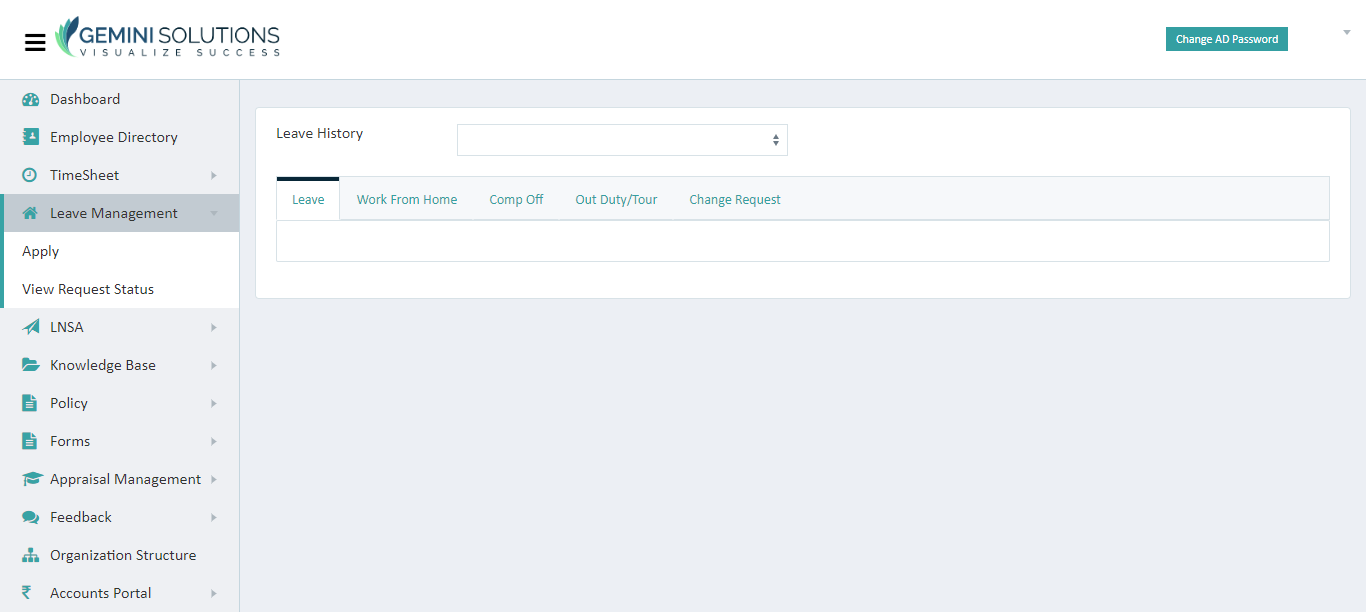 GEMINI SOLUTIONS
VISUALIZE SUCCESS
Change AD Password
Dashboard
Employee Directory
TimeSheet
Leave Management
Apply
View Request Status
LNSA
Knowledge Base
Policy
Forms
Appraisal Management
Feedback
Organization Structure
₹ Accounts Portal
Leave History
Leave Work From Home Comp Off Out Duty/Tour Change Request